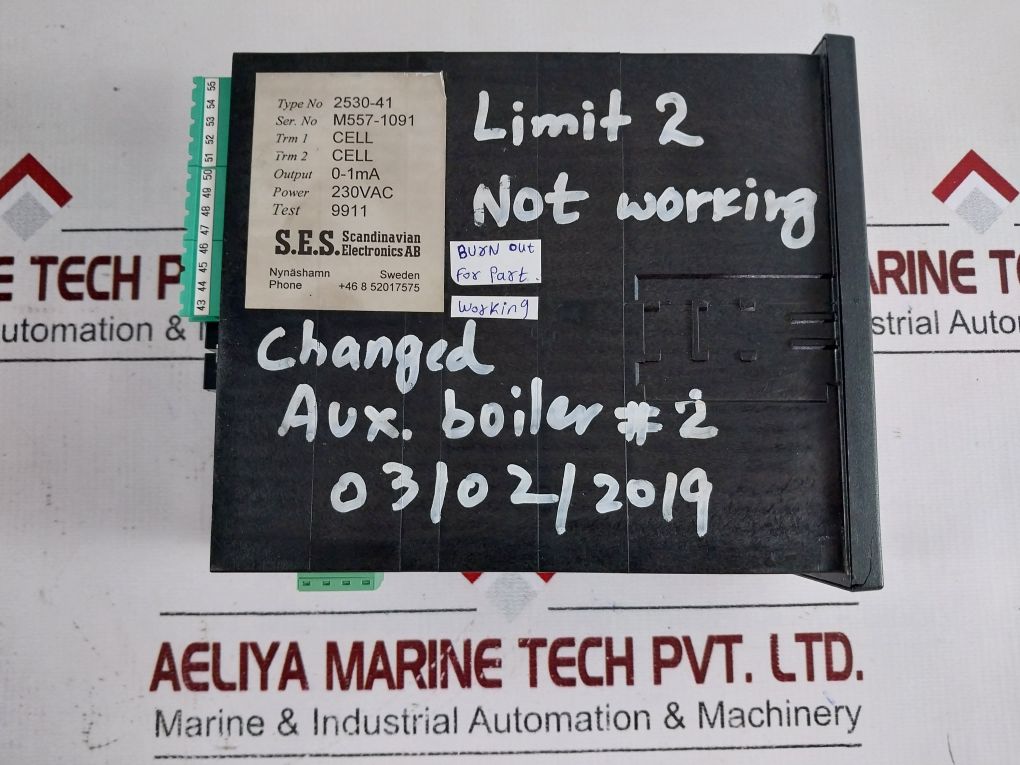 Type No 2530-41
Ser. No M557-1091
Trm 1 CELL
Trm 2 CELL
Output 0-1mA
Power 230VAC
Test 9911
S.E.S. Scandinavian
Electronics AB
Nynäshamn Sweden
Phone +46 8 52017575
Limit 2
Not working
BURN Out
For Part.
Working
Changed
Aux. boiler # 2
03/02/2019
43 44 45 46 47 48 49 50 51 52 53 54 55
E TECH P
utomation &
ARINE TE
strial Autor
AELIYA MARINE TECH PVT. LTD.
Marine & Industrial Automation & Machinery